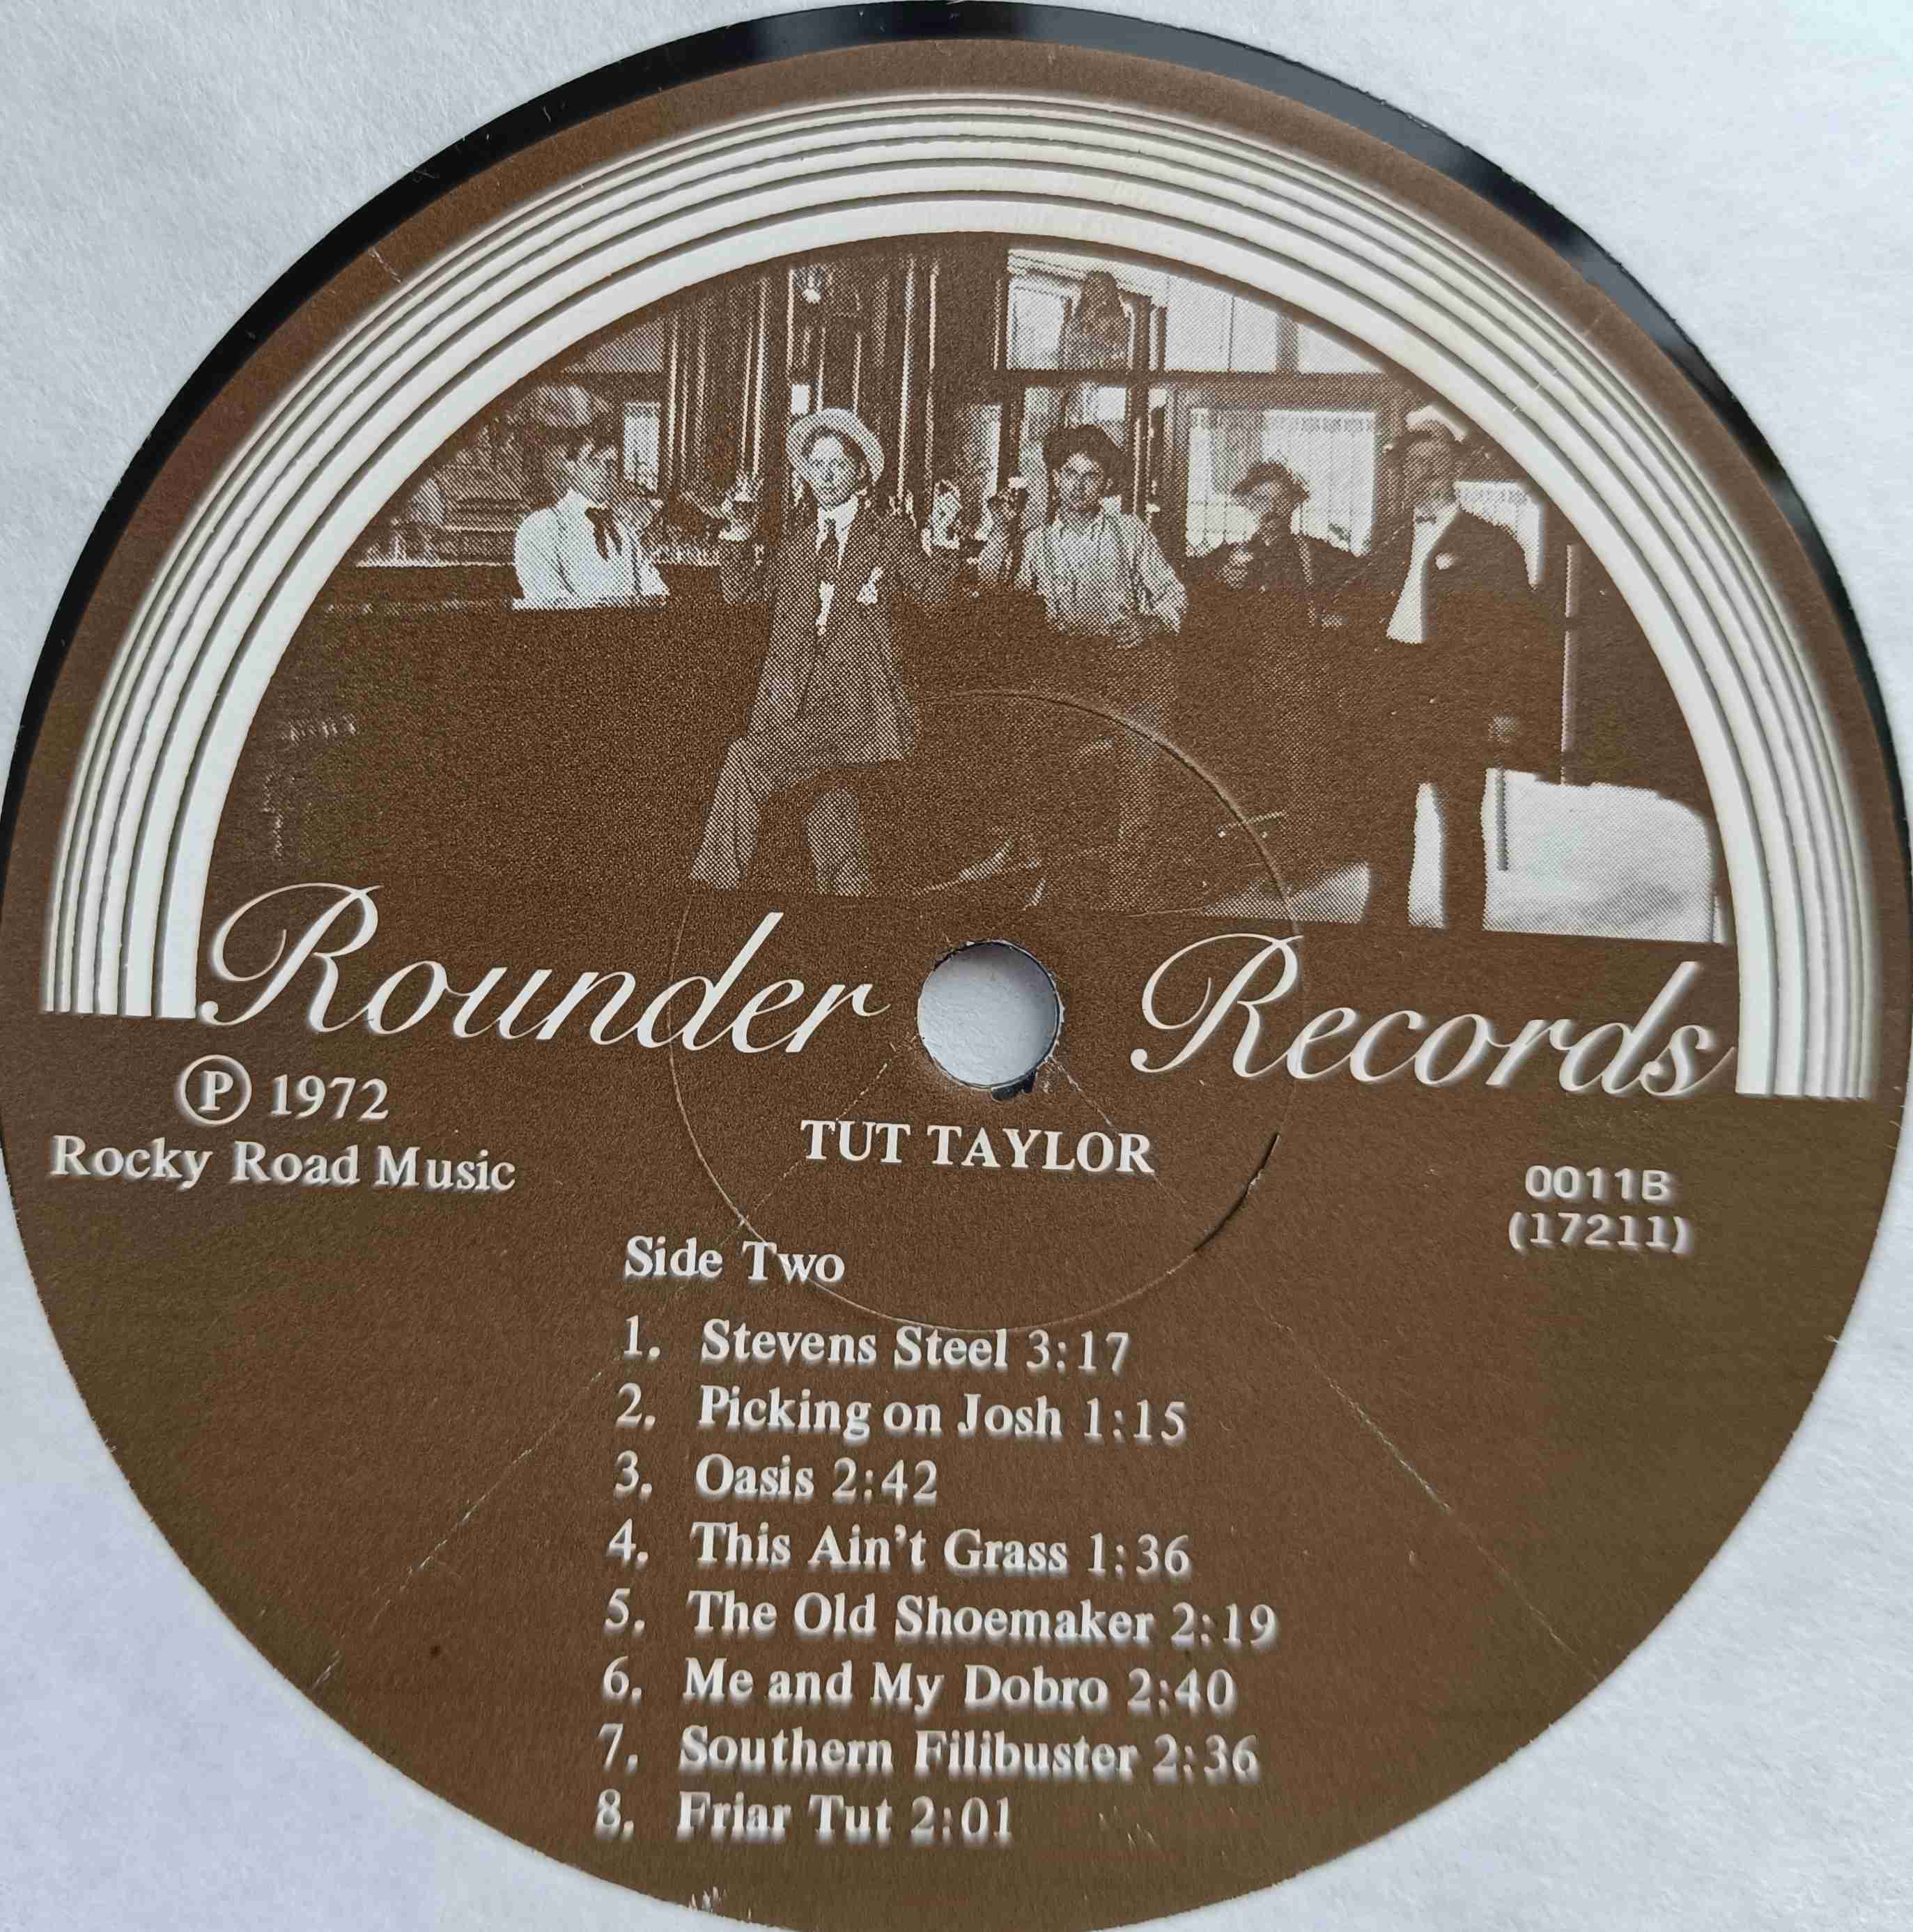 Rounder Records
Ⓟ 1972
Rocky Road Music
TUT TAYLOR
0011B
(17211)
Side Two
1. Stevens Steel 3:17
2. Picking on Josh 1:15
3. Oasis 2:42
4. This Ain't Grass 1:36
5. The Old Shoemaker 2:19
6. Me and My Dobro 2:40
7. Southern Filibuster 2:36
8. Friar Tut 2:01